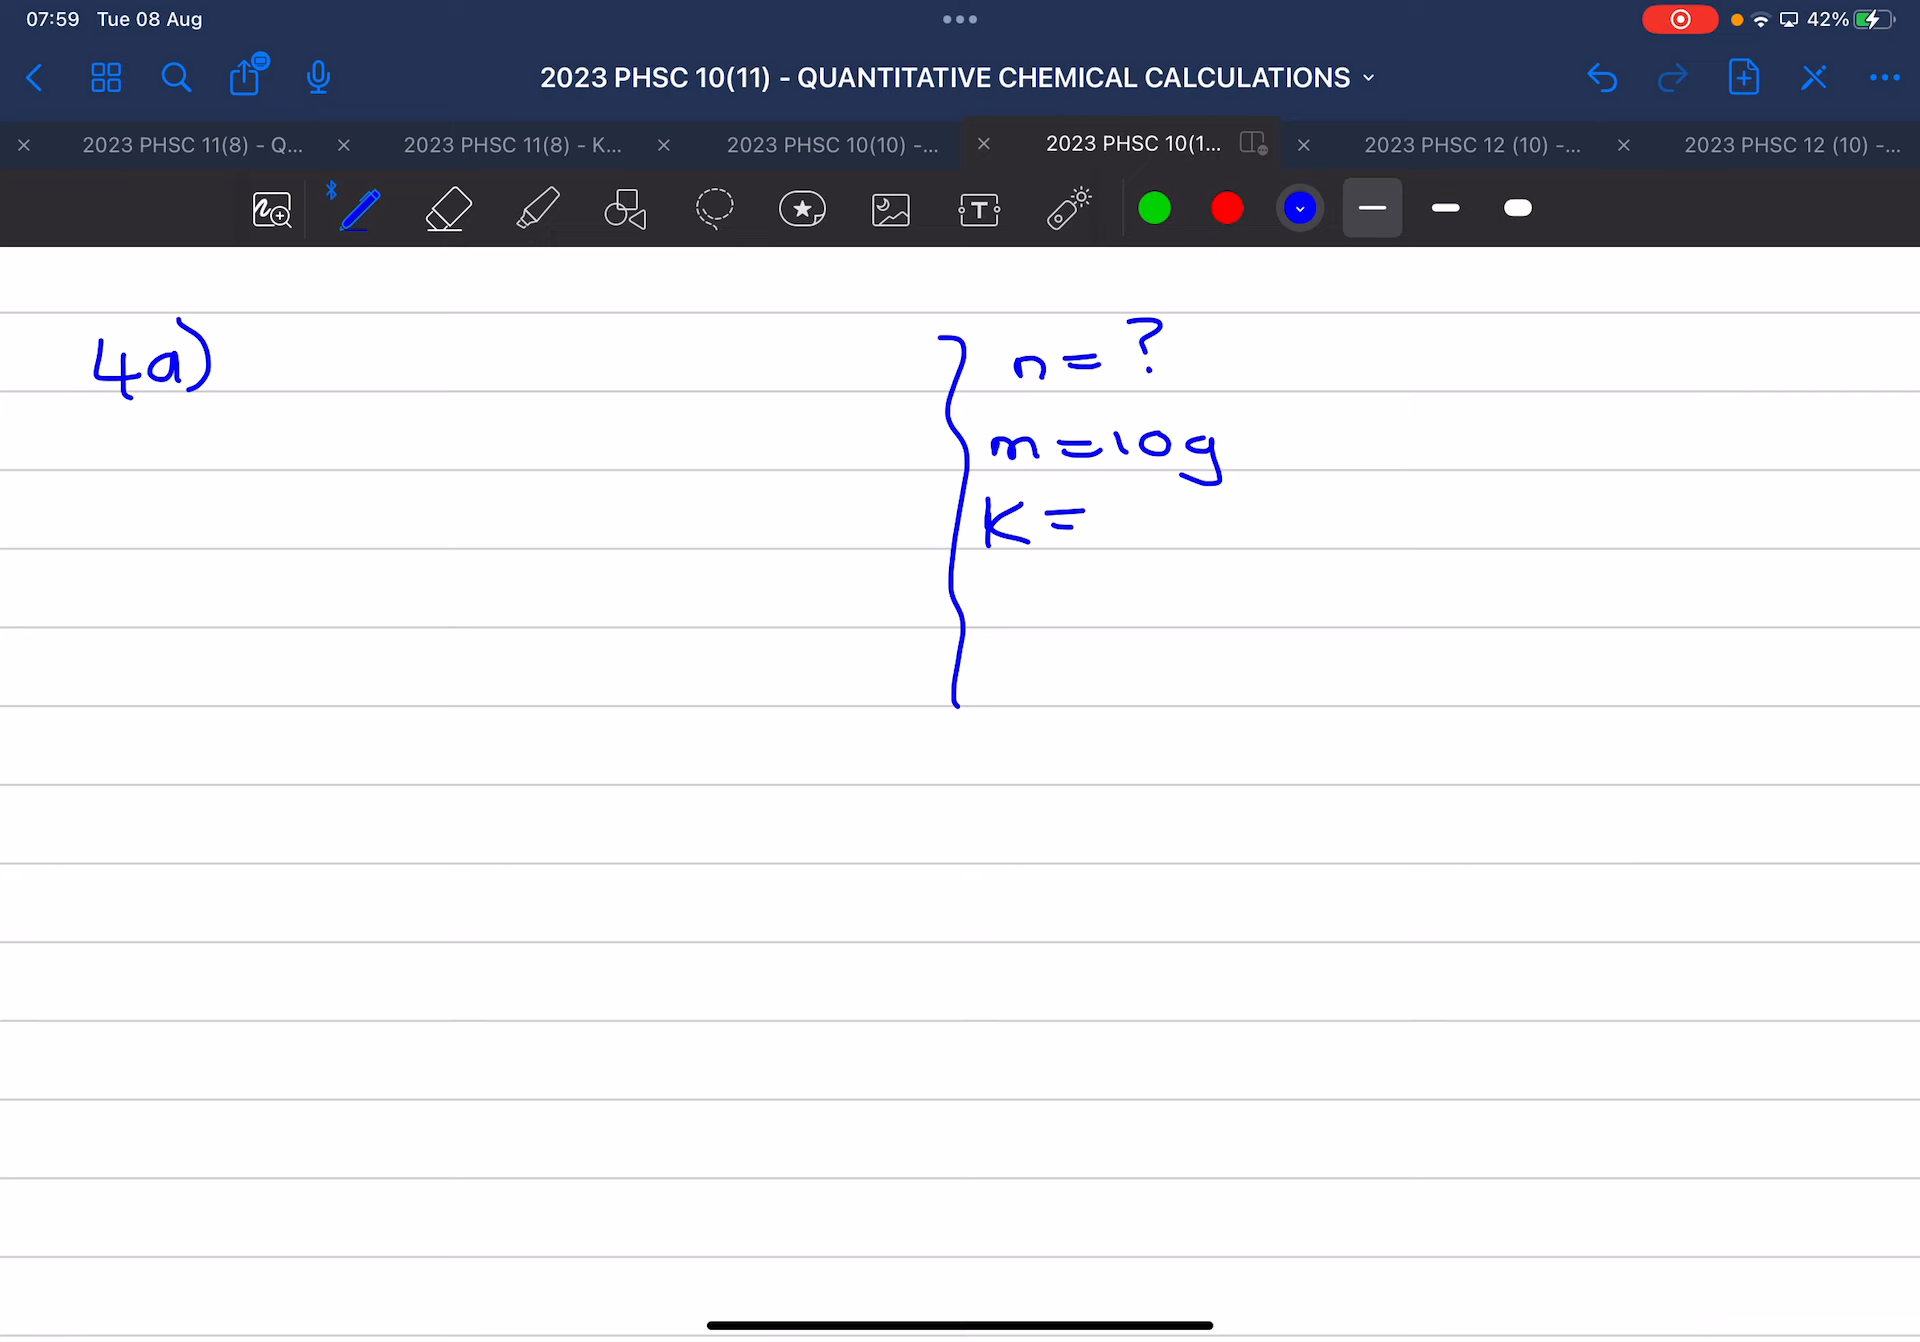 07:59 Tue 08 Aug
42%
2023 PHSC 10(11) - QUANTITATIVE CHEMICAL CALCULATIONS
2023 PHSC 11(8) - Q...
2023 PHSC 11(8) - K...
2023 PHSC 10(10) -...
2023 PHSC 10(1...
2023 PHSC 12 (10) -...
2023 PHSC 12 (10) -...
T
4a)
n = ?
m = 10g
K =